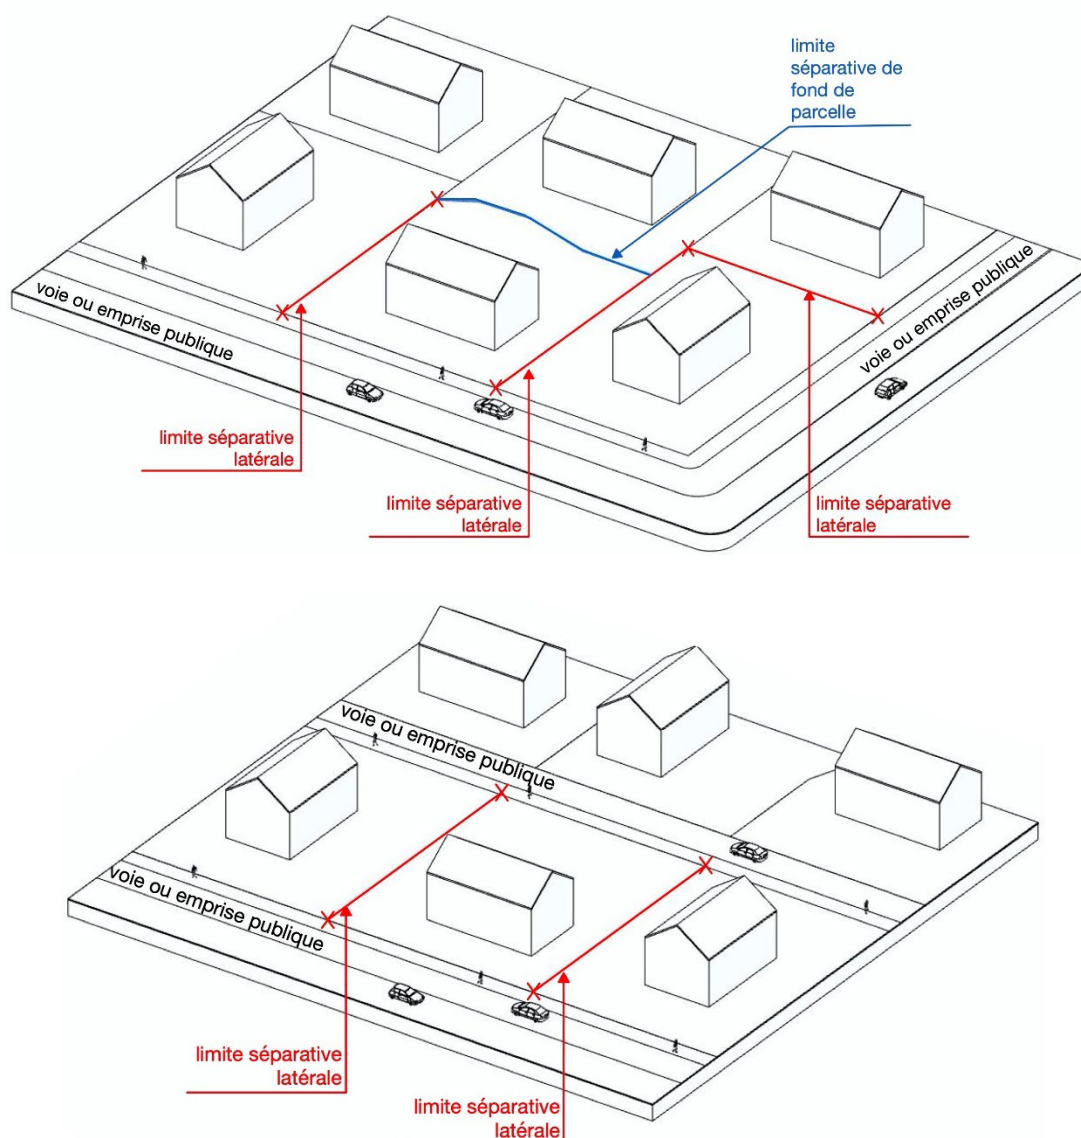 limite
séparative de
fond de
parcelle
voie ou emprise publique
voie ou emprise publique
limite séparative
latérale
limite séparative
latérale
limite séparative
latérale
voie ou emprise publique
voie ou emprise publique
limite séparative
latérale
limite séparative
latérale